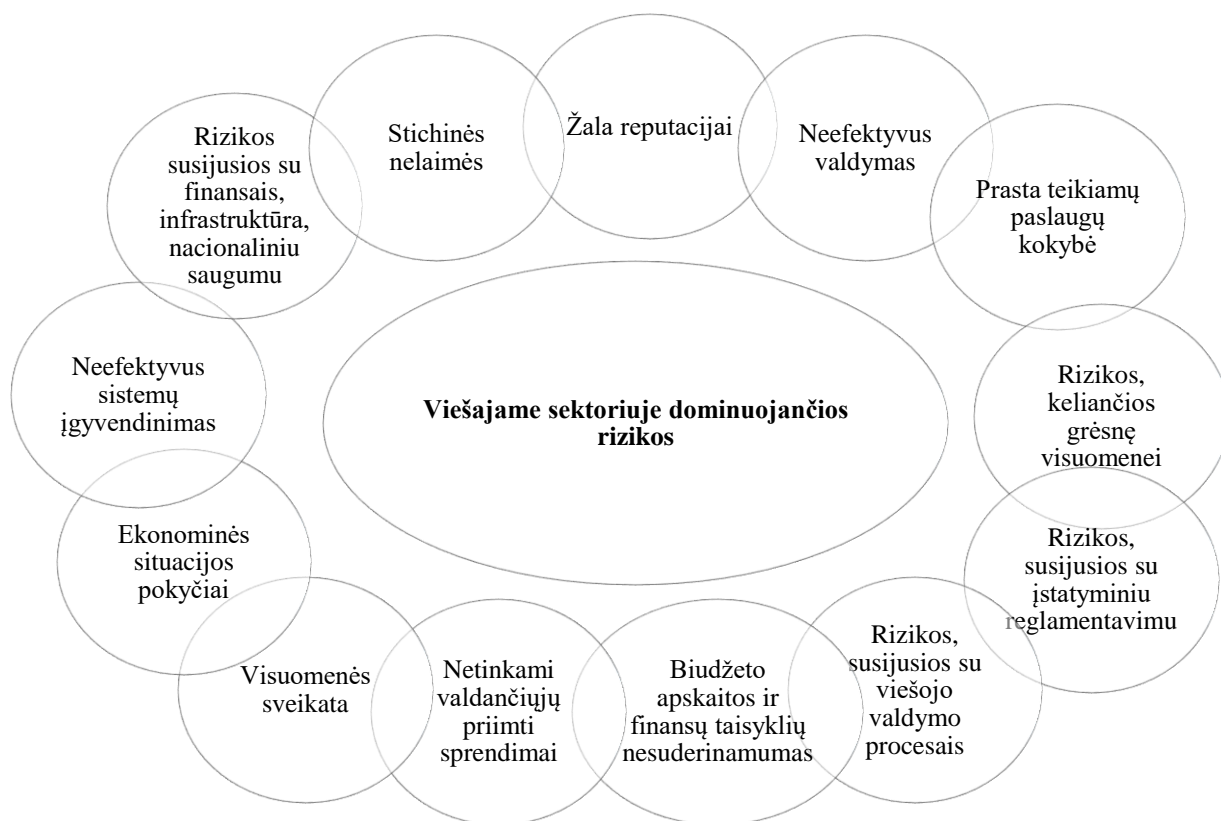 Žala reputacijai
Stichinės
nelaimės
Neefektyvus
valdymas
Rizikos
susijusios su
finansais,
infrastruktūra,
nacionaliniu
saugumu
Prasta teikiamų
paslaugų
kokybė
Neefektyvus
sistemų
įgyvendinimas
Viešajame sektoriuje dominuojančios
rizikos
Rizikos,
keliančios
grėsnę
visuomenei
Ekonominės
situacijos
pokyčiai
Rizikos,
susijusios su
įstatyminiu
reglamentavimu
Visuomenės
sveikata
Netinkami
valdančiųjų
priimti
sprendimai
Biudžeto
apskaitos ir
finansų taisyklių
nesuderinamumas
Rizikos,
susijusios su
viešojo
valdymo
procesais